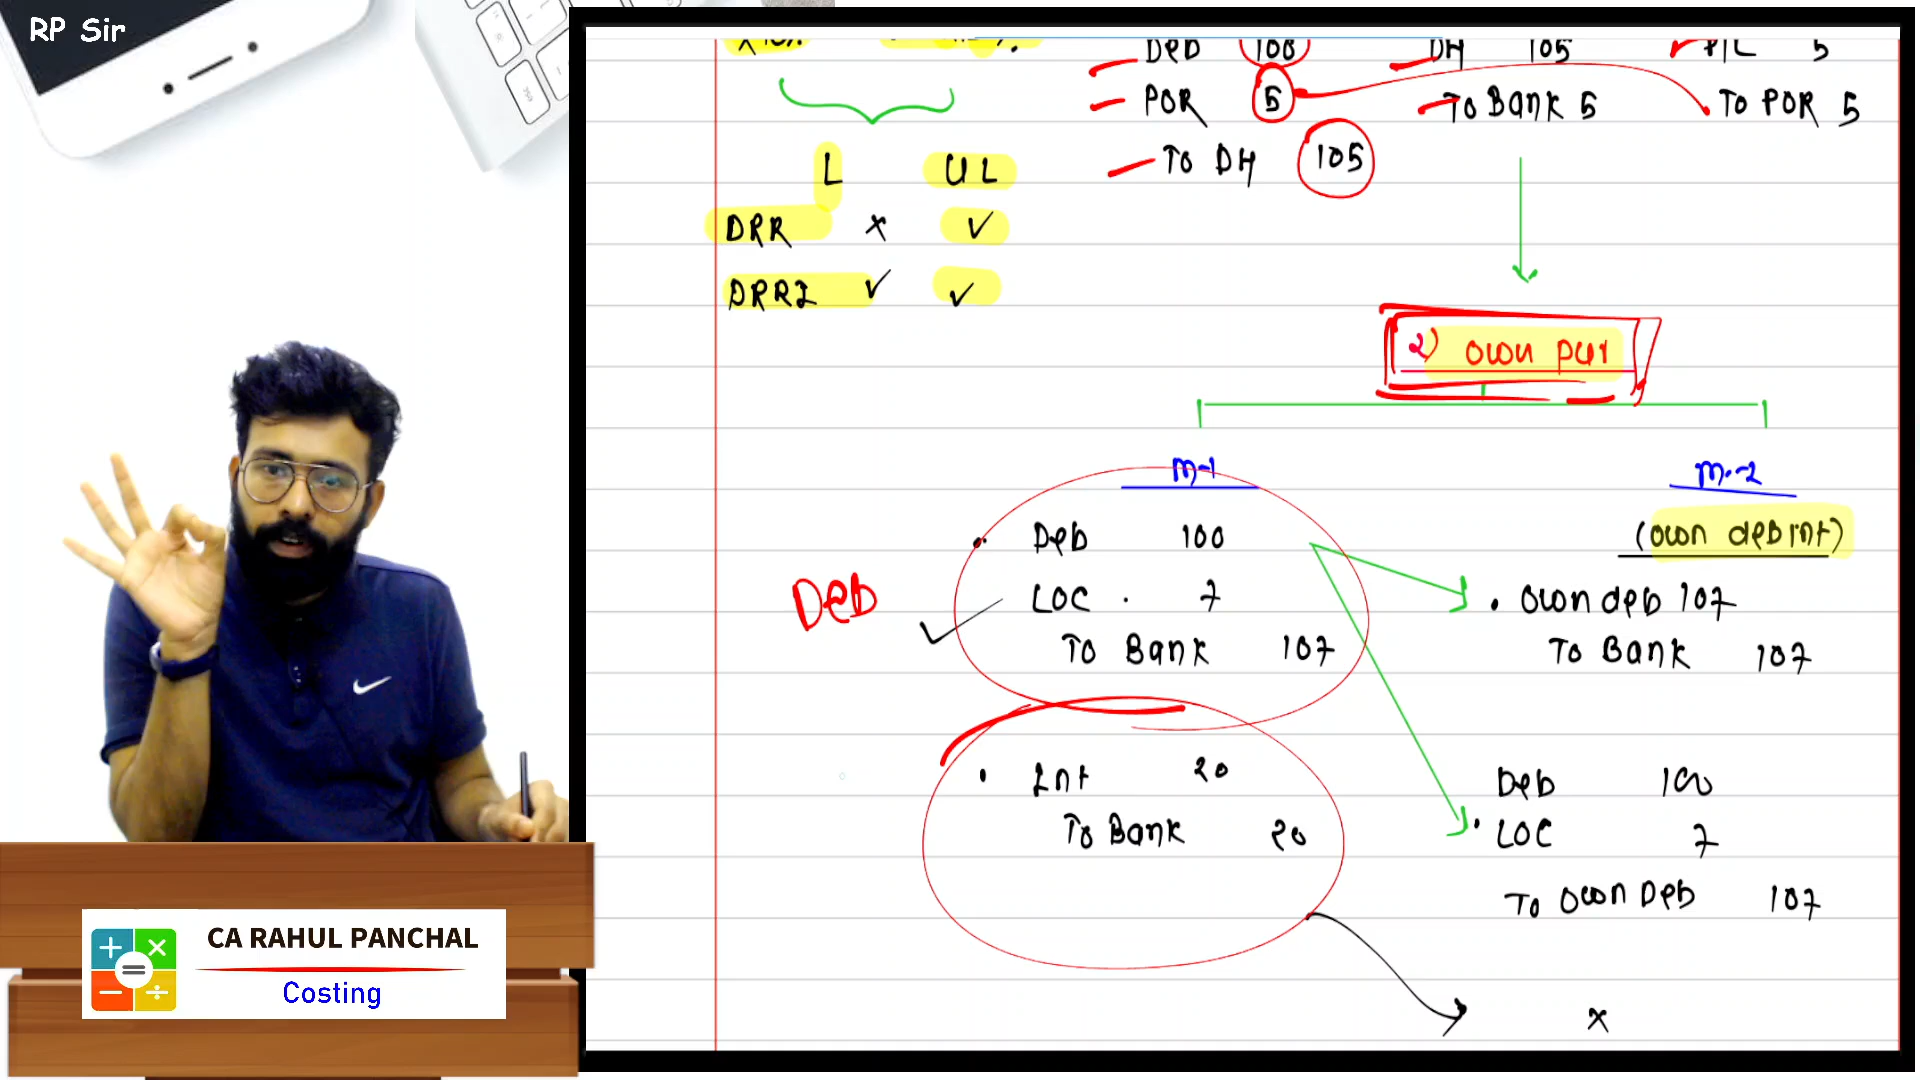 RP Sir
Deb 100
DH 105
P/L 5
POR 5
To Bank 5
To POR 5
To DH 105
L UL
DRR x ✓
DRRI ✓ ✓
2) own pur
M-1
M-2
(own deb int)
Deb 100
LOC 7
To Bank 107
Deb
own deb 107
To Bank 107
Int 20
To Bank 20
Deb 100
LOC 7
To own Deb 107
x
CA RAHUL PANCHAL
Costing